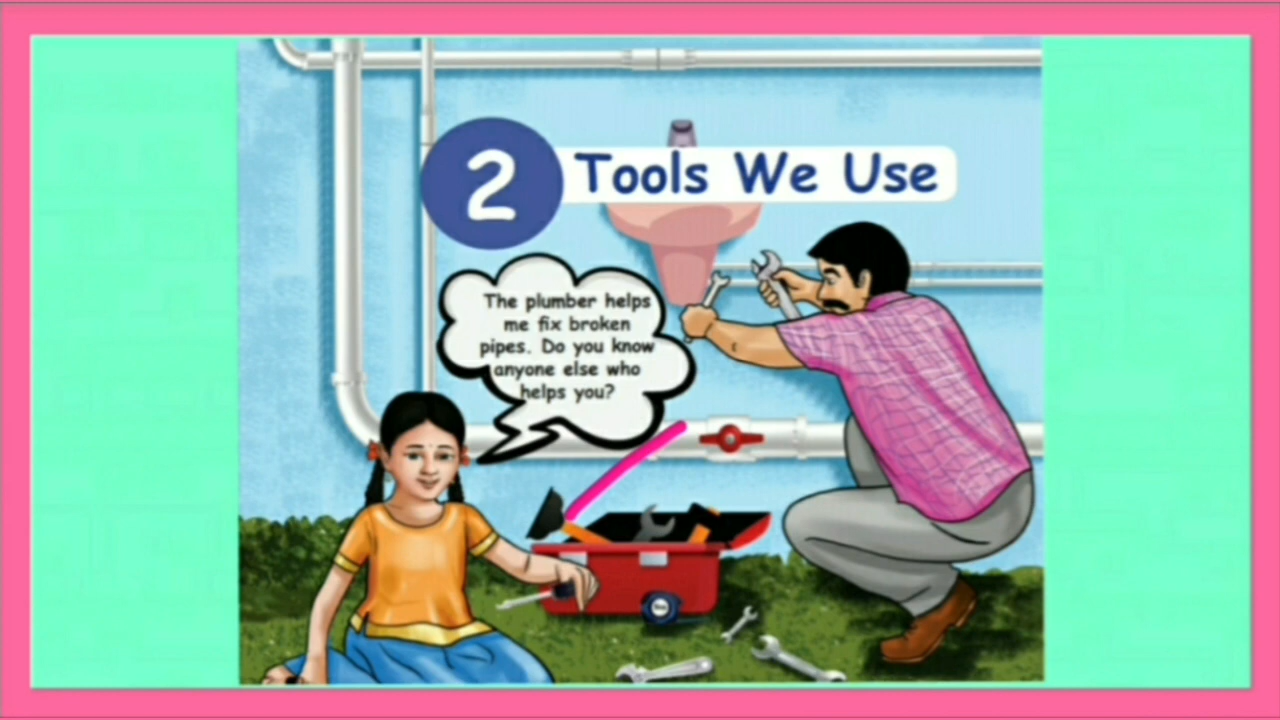 2
Tools We Use
The plumber helps
me fix broken
pipes. Do you know
anyone else who
helps you?